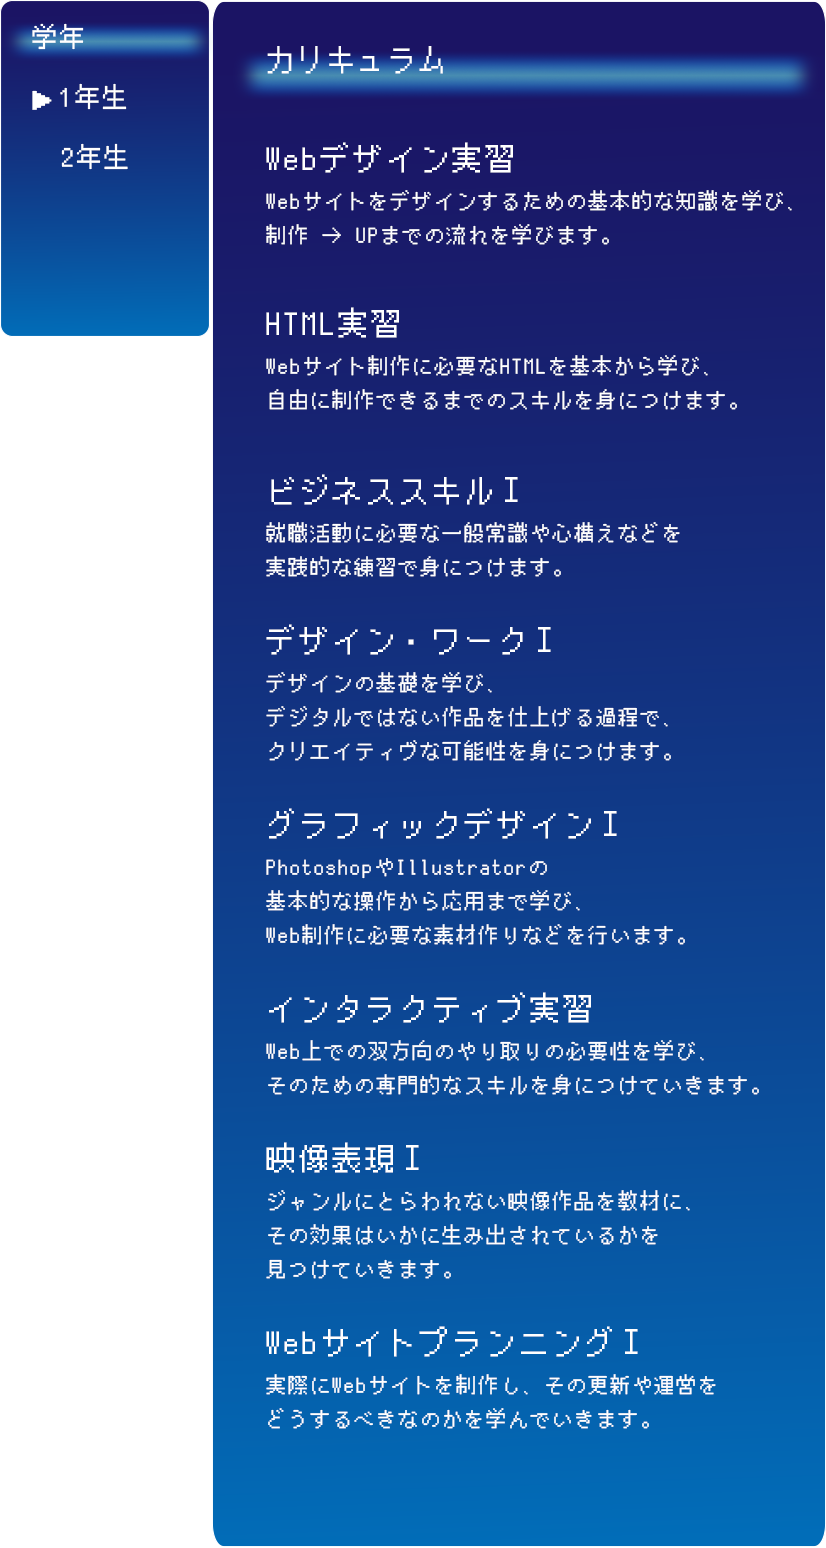 学年
▶1年生
2年生
カリキュラム
Webデザイン実習
Webサイトをデザインするための基本的な知識を学び、
制作 → UPまでの流れを学びます。
HTML実習
Webサイト制作に必要なHTMLを基本から学び、
自由に制作できるまでのスキルを身につけます。
ビジネススキルⅠ
就職活動に必要な一般常識や心構えなどを
実践的な練習で身につけます。
デザイン・ワークⅠ
デザインの基礎を学び、
デジタルではない作品を仕上げる過程で、
クリエイティヴな可能性を身につけます。
グラフィックデザインⅠ
PhotoshopやIllustratorの
基本的な操作から応用まで学び、
Web制作に必要な素材作りなどを行います。
インタラクティブ実習
Web上での双方向のやり取りの必要性を学び、
そのための専門的なスキルを身につけていきます。
映像表現Ⅰ
ジャンルにとらわれない映像作品を教材に、
その効果はいかに生み出されているかを
見つけていきます。
WebサイトプランニングⅠ
実際にWebサイトを制作し、その更新や運営を
どうするべきなのかを学んでいきます。